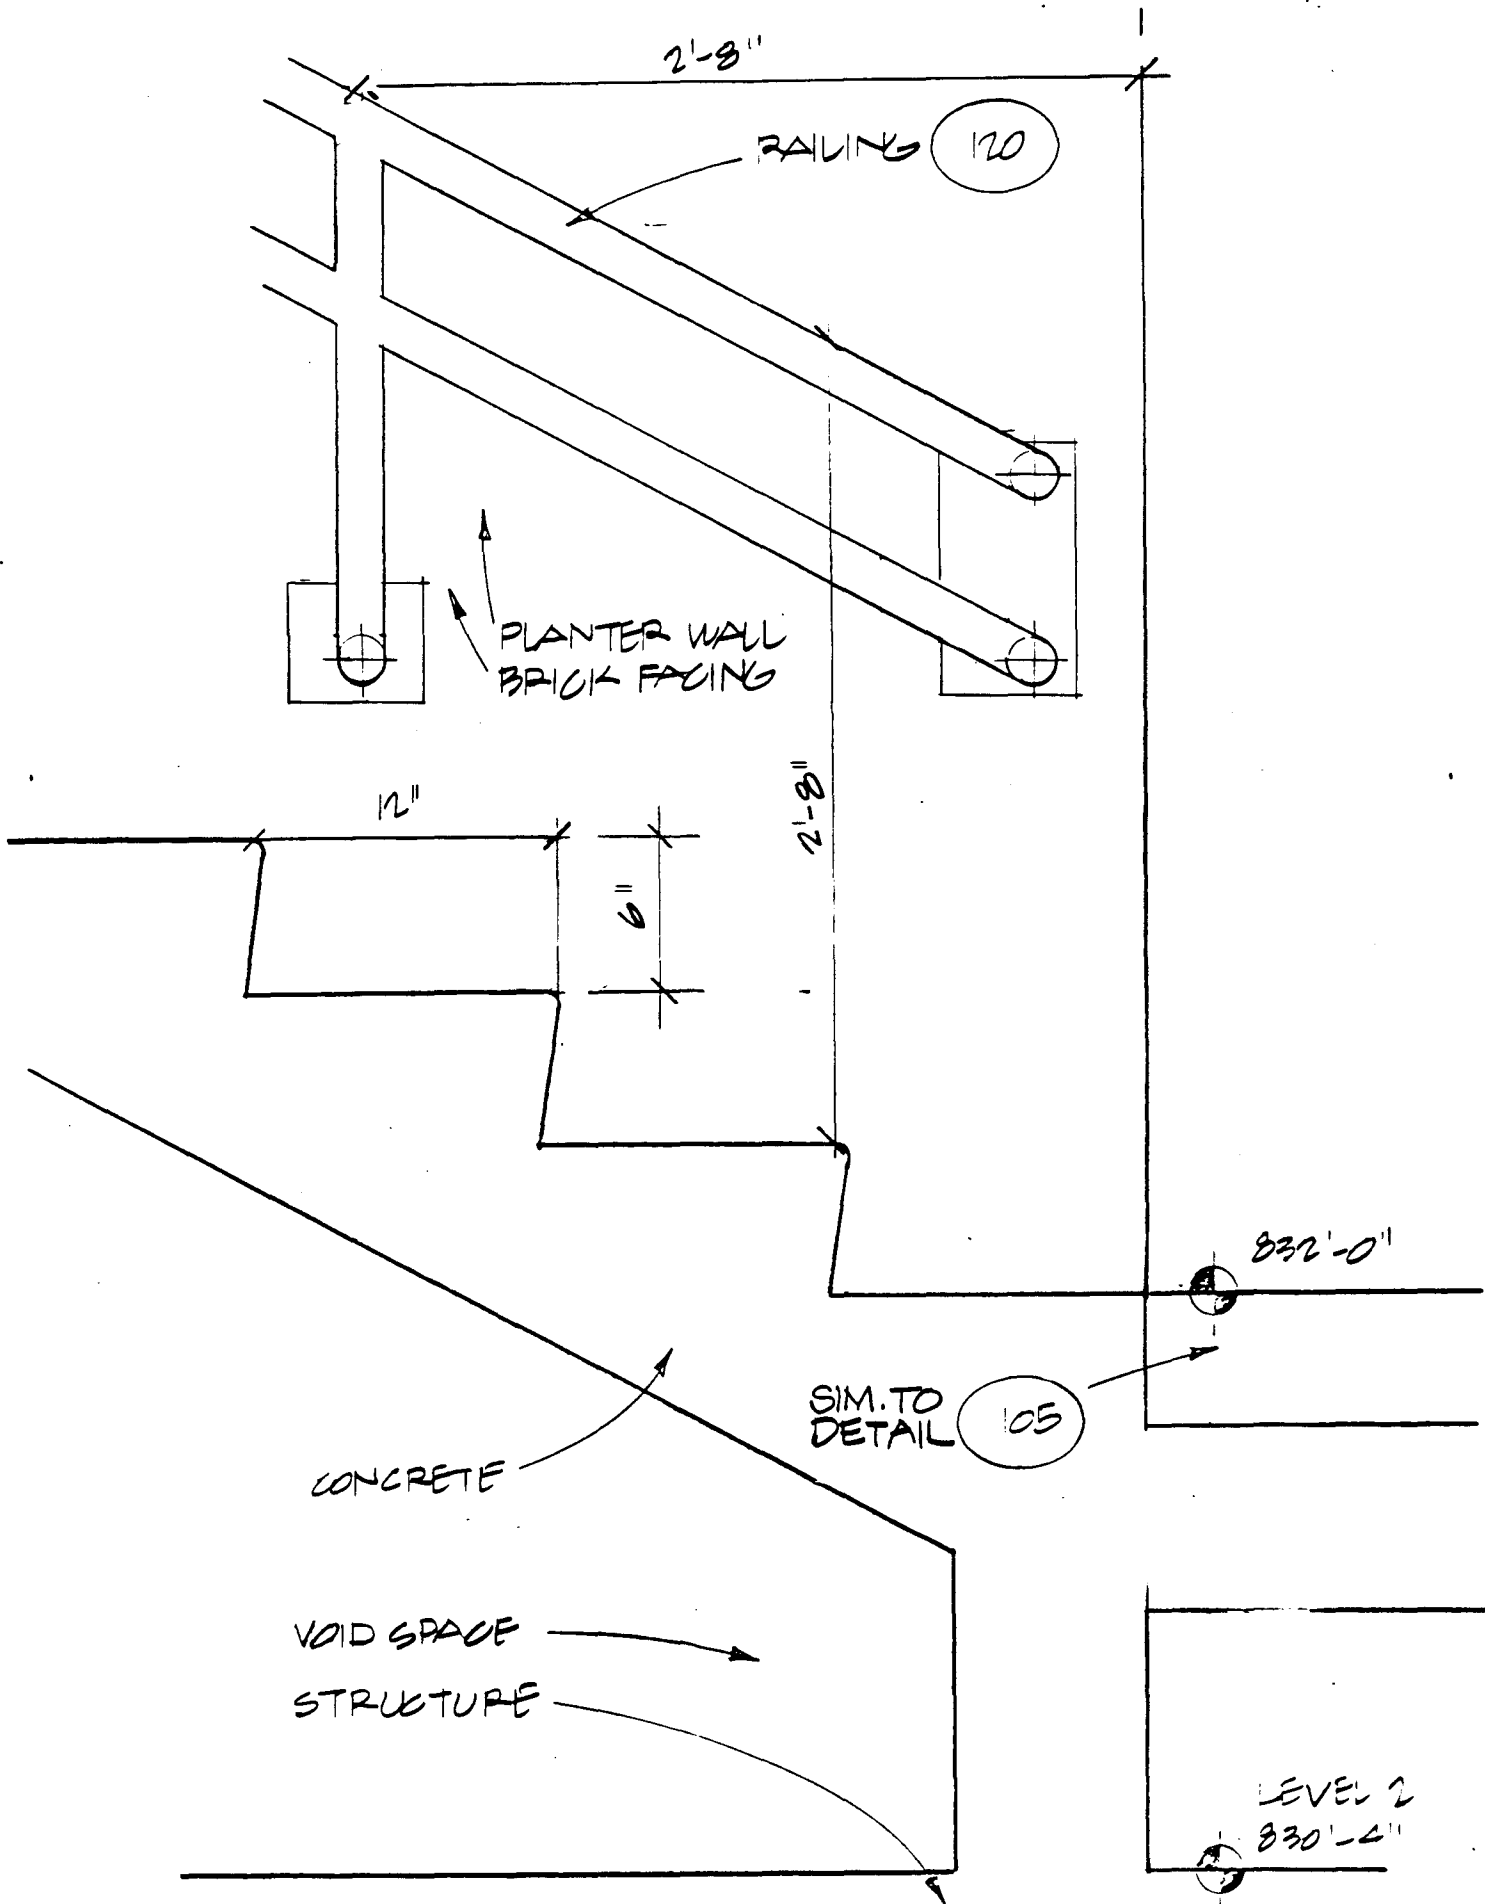 2'-8"
RAILING 120
PLANTER WALL
BRICK FACING
12"
6"
2'-8"
832'-0"
SIM. TO
DETAIL 105
CONCRETE
VOID SPACE
STRUCTURE
LEVEL 2
830'-4"